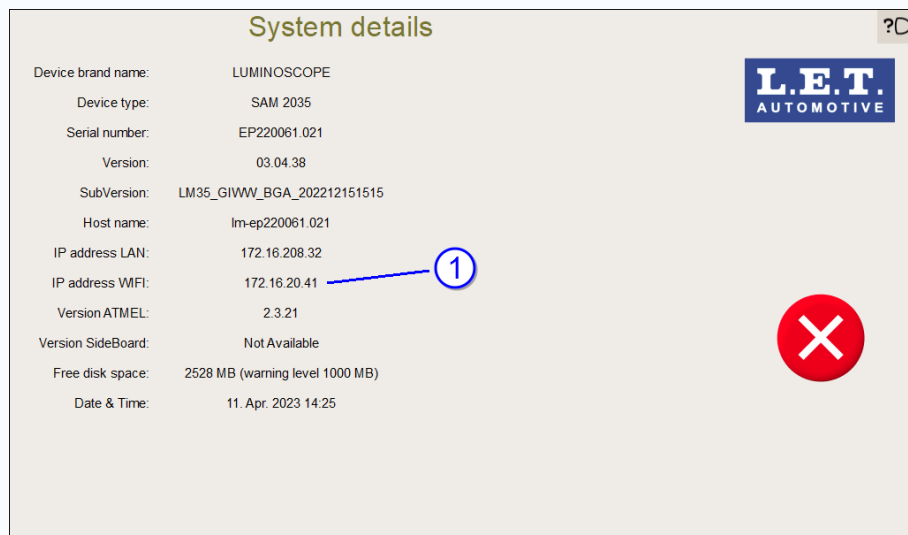 System details
?
L.E.T.
AUTOMOTIVE
Device brand name: LUMINOSCOPE
Device type: SAM 2035
Serial number: EP220061.021
Version: 03.04.38
SubVersion: LM35_GIWW_BGA_202212151515
Host name: lm-ep220061.021
IP address LAN: 172.16.208.32
IP address WIFI: 172.16.20.41
1
Version ATMEL: 2.3.21
Version SideBoard: Not Available
Free disk space: 2528 MB (warning level 1000 MB)
Date & Time: 11. Apr. 2023 14:25